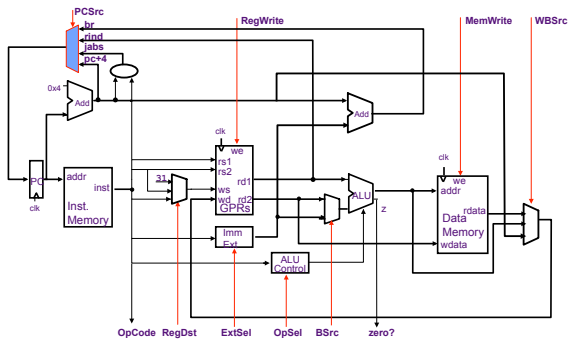 PCSrc
br
rind
jabs
pc+4
RegWrite
MemWrite
WBSrc
0x4
Add
Add
clk
we
rs1
rs2
rd1
31
ws
wd
rd2
GPRs
PC
clk
addr
inst
Inst.
Memory
ALU
z
clk
we
addr
rdata
Data
Memory
wdata
Imm
Ext
ALU
Control
OpCode
RegDst
ExtSel
OpSel
BSrc
zero?